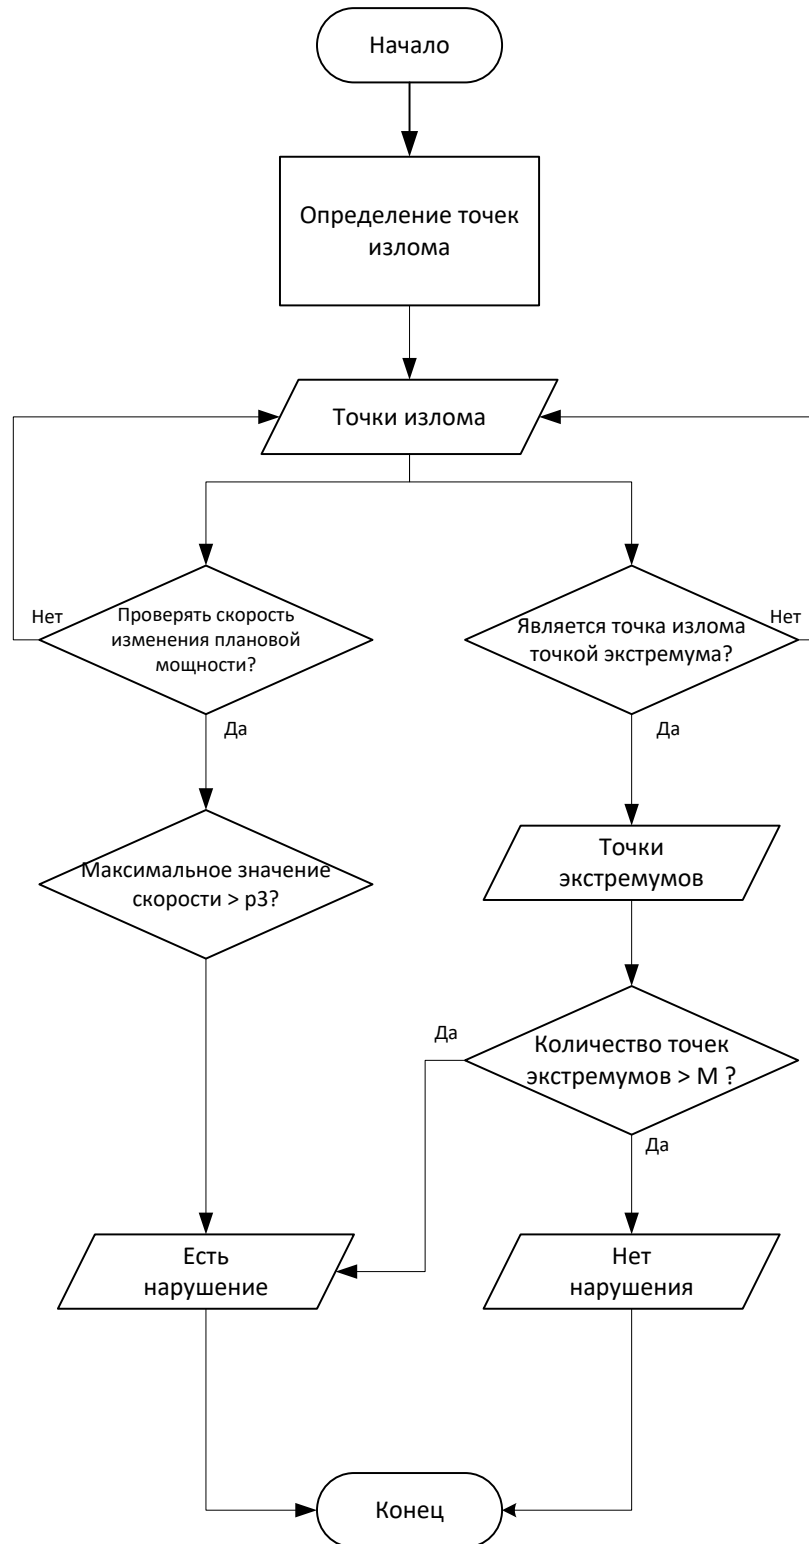 Начало
Определение точек
излома
Точки излома
Нет
Проверять скорость
изменения плановой
мощности?
Является точка излома
точкой экстремума?
Нет
Да
Да
Максимальное значение
скорости > p3?
Точки
экстремумов
Да
Количество точек
экстремумов > M ?
Да
Есть
нарушение
Нет
нарушения
Конец